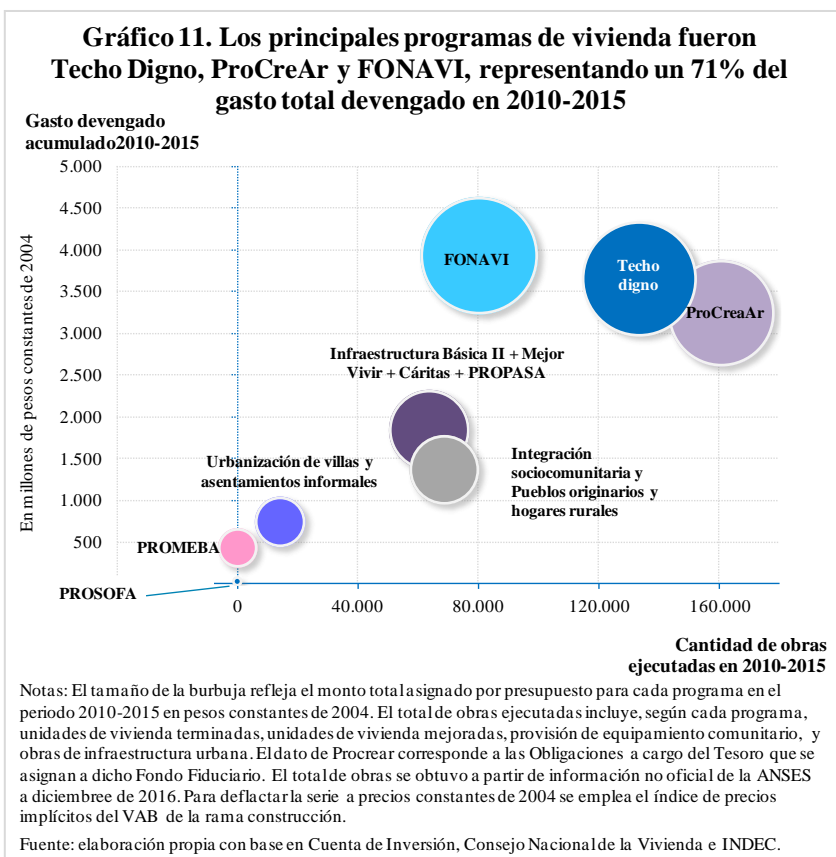 Gráfico 11. Los principales programas de vivienda fueron
Techo Digno, ProCreAr y FONAVI, representando un 71% del
gasto total devengado en 2010-2015
Gasto devengado
acumulado2010-2015
En millones de pesos constantes de 2004
5.000
4.500
4.000
3.500
3.000
2.500
2.000
1.500
1.000
500
FONAVI
Techo
digno
ProCreaAr
Infraestructura Básica II + Mejor
Vivir + Cáritas + PROPASA
Urbanización de villas y
asentamientos informales
Integración
sociocomunitaria y
Pueblos originarios y
hogares rurales
PROMEBA
PROSOFA
0
40.000
80.000
120.000
160.000
Cantidad de obras
ejecutadas en 2010-2015
Notas: El tamaño de la burbuja refleja el monto total asignado por presupuesto para cada programa en el
periodo 2010-2015 en pesos constantes de 2004. El total de obras ejecutadas incluye, según cada programa,
unidades de vivienda terminadas, unidades de vivienda mejoradas, provisión de equipamiento comunitario, y
obras de infraestructura urbana. El dato de Procrear corresponde a las Obligaciones a cargo del Tesoro que se
asignan a dicho Fondo Fiduciario. El total de obras se obtuvo a partir de información no oficial de la ANSES
a diciembree de 2016. Para deflactar la serie a precios constantes de 2004 se emplea el índice de precios
implícitos del VAB de la rama construcción.
Fuente: elaboración propia con base en Cuenta de Inversión, Consejo Nacional de la Vivienda e INDEC.